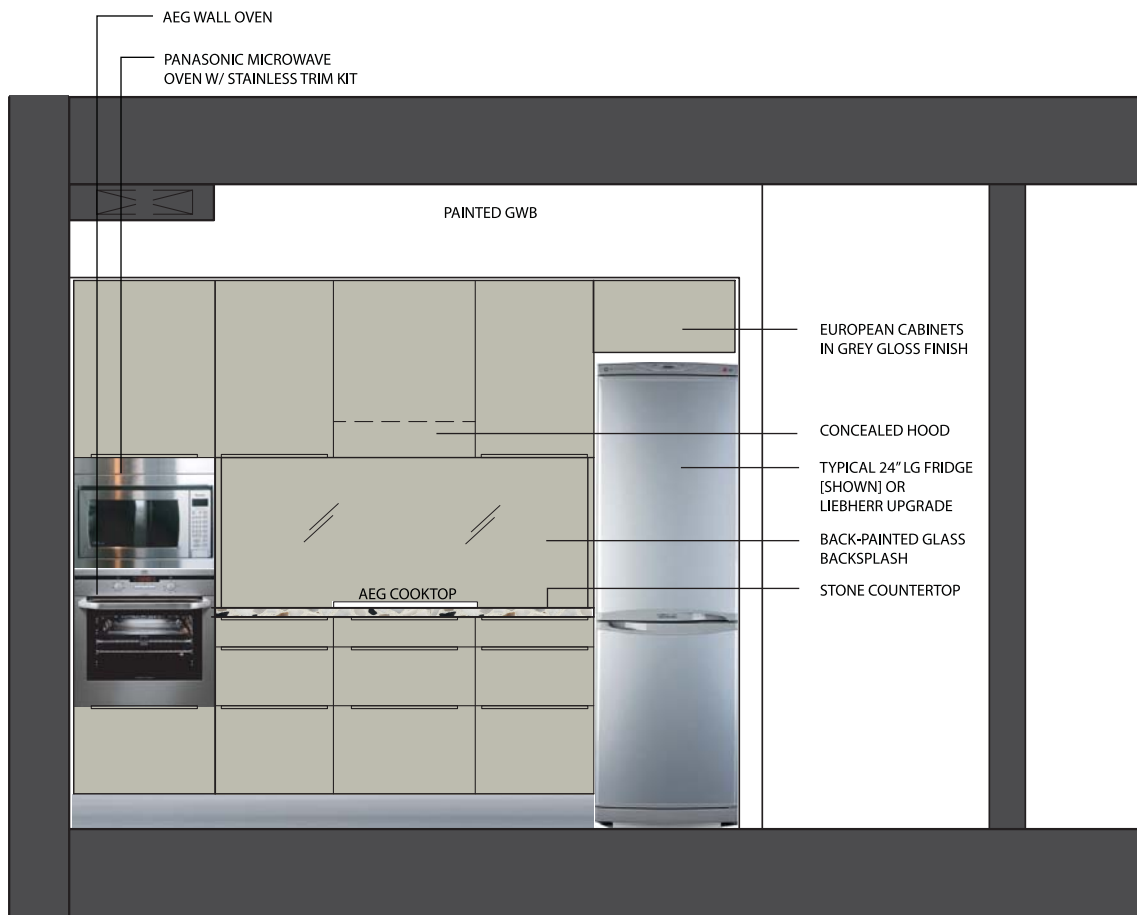 AEG WALL OVEN
PANASONIC MICROWAVE
OVEN W/ STAINLESS TRIM KIT
PAINTED GWB
EUROPEAN CABINETS
IN GREY GLOSS FINISH
CONCEALED HOOD
TYPICAL 24" LG FRIDGE
[SHOWN] OR
LIEBHERR UPGRADE
BACK-PAINTED GLASS
BACKSPLASH
AEG COOKTOP
STONE COUNTERTOP